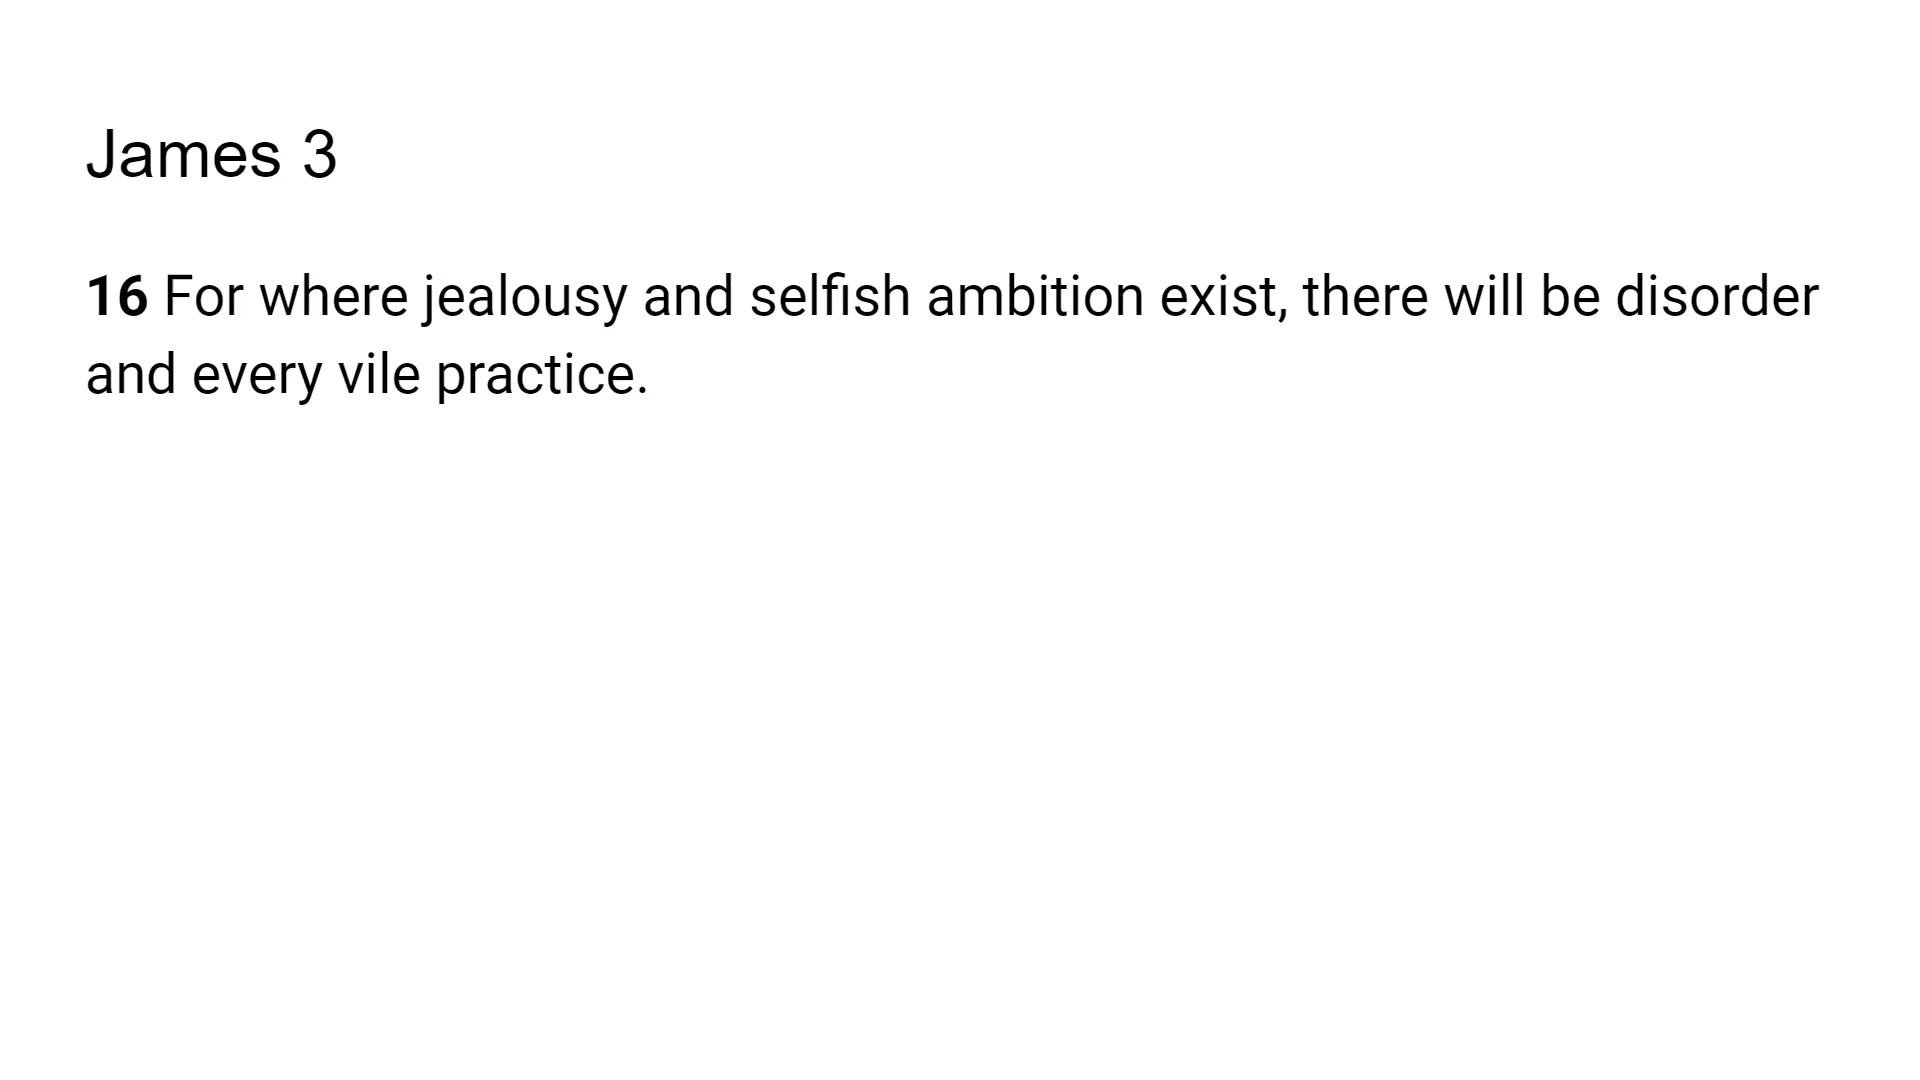 James 3
16 For where jealousy and selfish ambition exist, there will be disorder
and every vile practice.